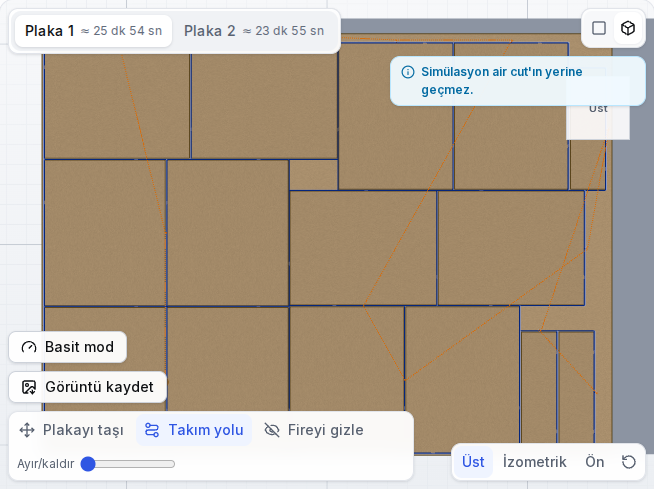 Plaka 1 ≈ 25 dk 54 sn Plaka 2 ≈ 23 dk 55 sn
Simülasyon air cut'ın yerine
geçmez.
Üst
Basit mod
Görüntü kaydet
Plakayı taşı Takım yolu Fireyi gizle
Ayır/kaldır
Üst İzometrik Ön